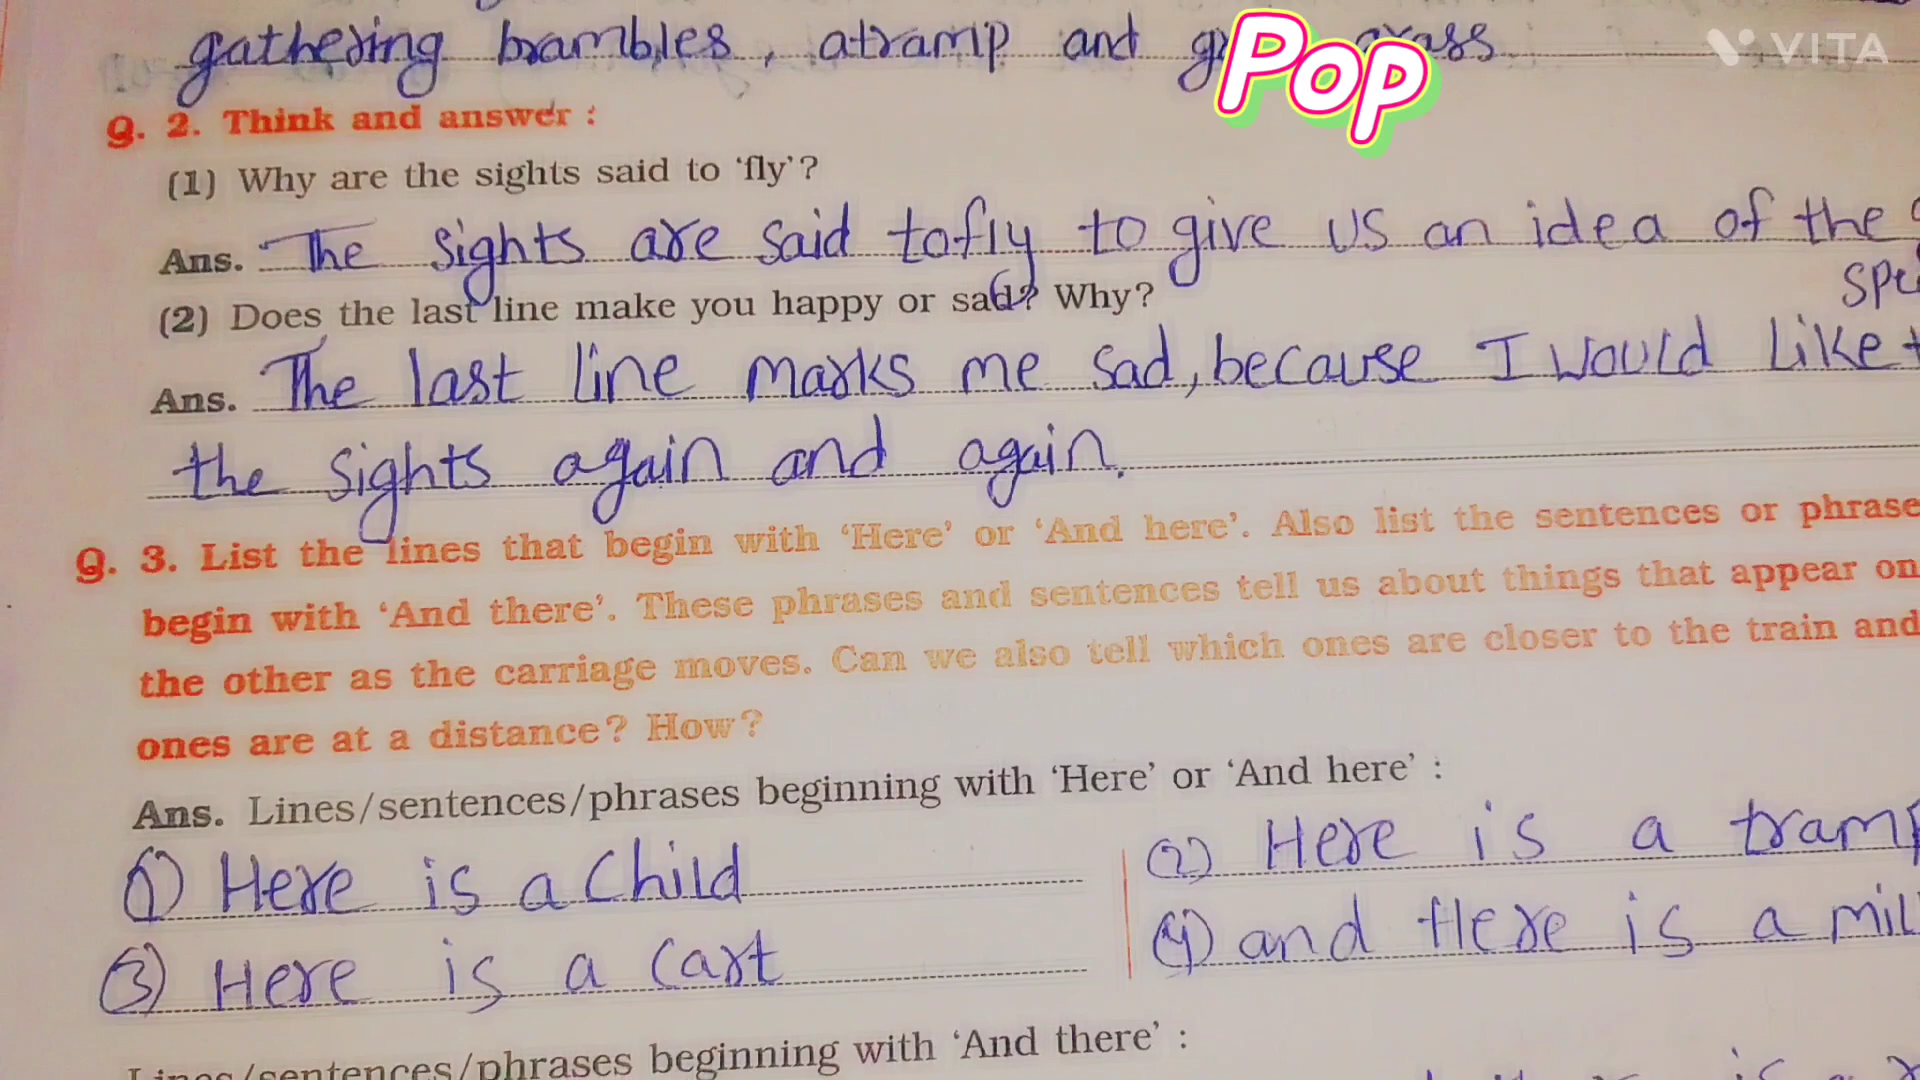 gathering brambles, atramp and grass
Pop
VITA
Q. 2. Think and answer :
(1) Why are the sights said to ‘fly’?
Ans. The sights are said tofly to give us an idea of the
(2) Does the last line make you happy or sad? Why?
Ans. The last line marks me sad, because I would like
the sights again and again.
Q. 3. List the lines that begin with ‘Here’ or ‘And here’. Also list the sentences or phrase
begin with ‘And there’. These phrases and sentences tell us about things that appear on
the other as the carriage moves. Can we also tell which ones are closer to the train and
ones are at a distance? How?
Ans. Lines/sentences/phrases beginning with ‘Here’ or ‘And here’ :
(1) Here is a child
(2) Here is a tramp
(3) Here is a cart
(4) and Here is a mil
Lines/sentences/phrases beginning with ‘And there’ :